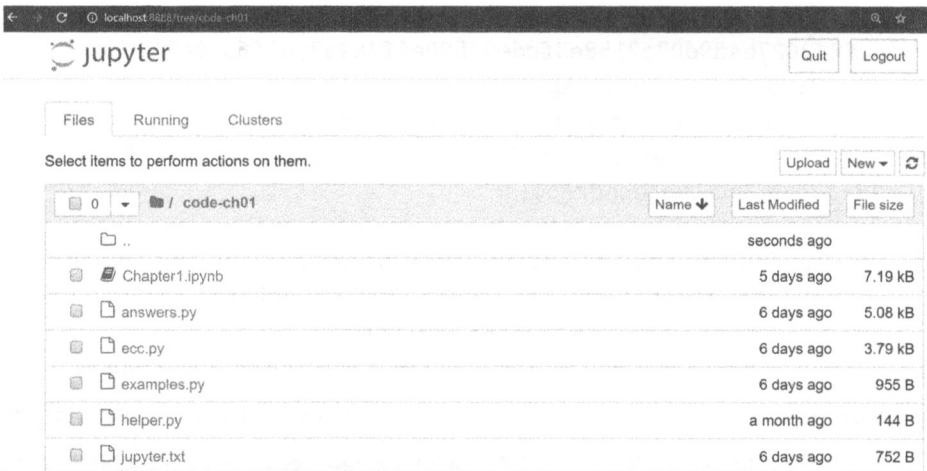 localhost:8888/tree/code-ch01
jupyter Quit Logout
Files Running Clusters
Select items to perform actions on them. Upload New
0 / code-ch01 Name Last Modified File size
.. seconds ago
Chapter1.ipynb 5 days ago 7.19 kB
answers.py 6 days ago 5.08 kB
ecc.py 6 days ago 3.79 kB
examples.py 6 days ago 955 B
helper.py a month ago 144 B
jupyter.txt 6 days ago 752 B